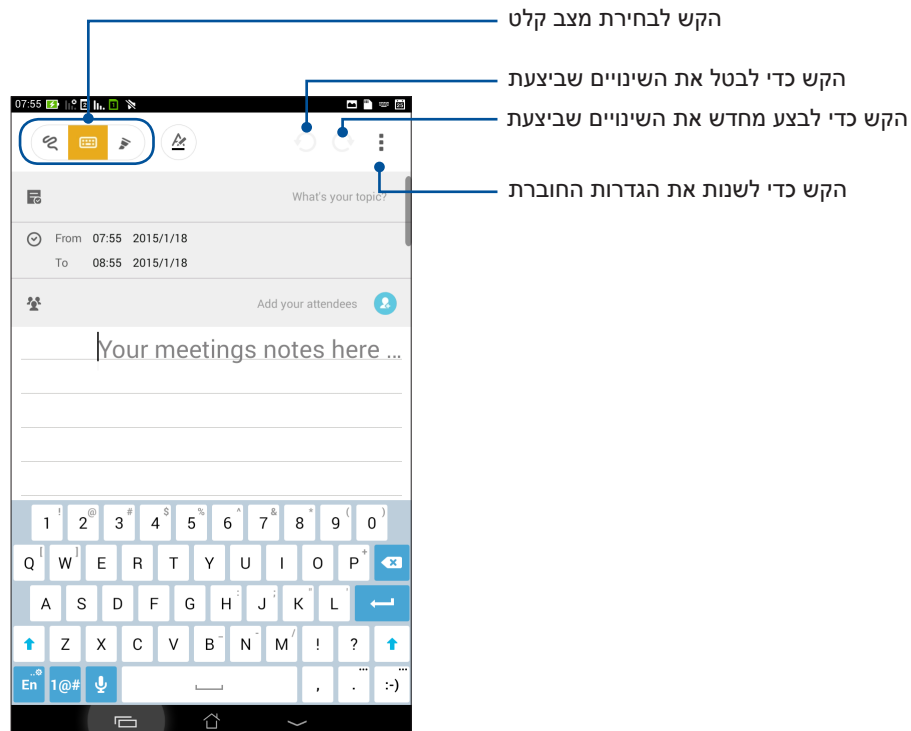 הקש לבחירת מצב קלט
הקש כדי לבטל את השינויים שביצעת
הקש כדי לבצע מחדש את השינויים שביצעת
הקש כדי לשנות את הגדרות החוברת
07:55
What's your topic?
From 07:55 2015/1/18
To 08:55 2015/1/18
Add your attendees
Your meetings notes here ...
1 ! 2 @ 3 # 4 $ 5 % 6 ^ 7 & 8 * 9 ( 0 )
Q [ W ] E R T Y U I O P +
A S D F G H : J ; K " L '
Z X C V B - N - M / ! ?
En 1@# , . :-)